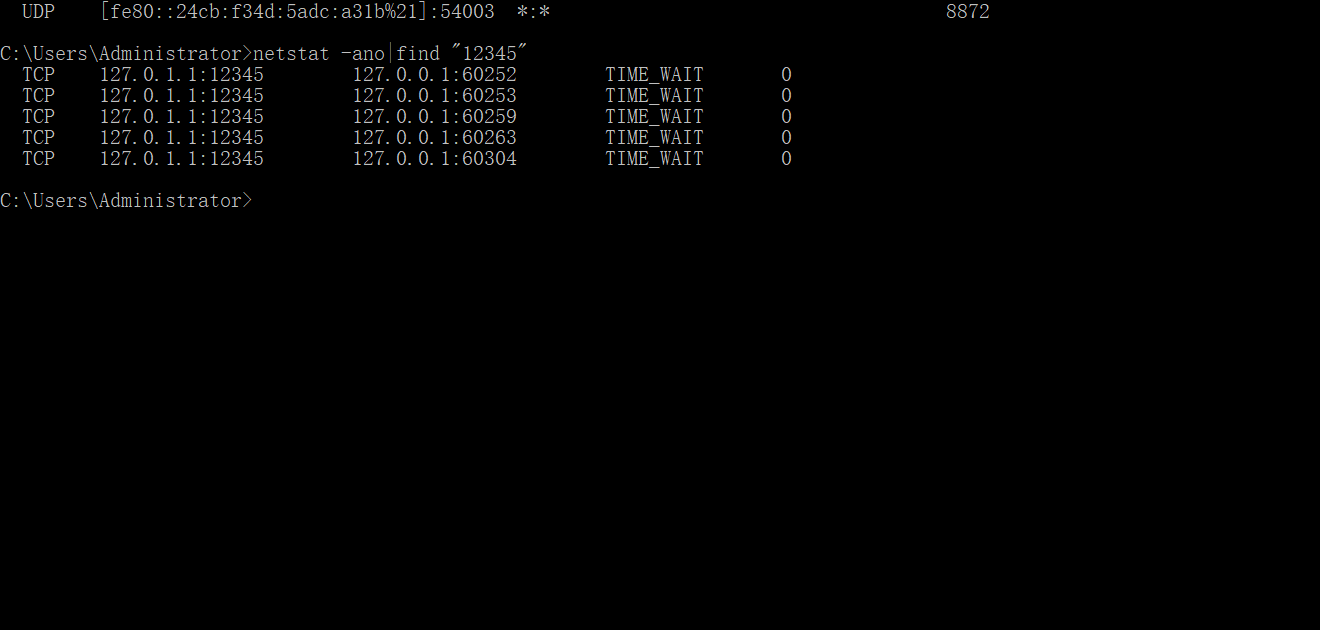 UDP    [fe80::24cb:f34d:5adc:a31b%21]:54003  *:*                                    8872
C:\Users\Administrator>netstat -ano|find "12345"
TCP    127.0.1.1:12345        127.0.0.1:60252        TIME_WAIT       0
TCP    127.0.1.1:12345        127.0.0.1:60253        TIME_WAIT       0
TCP    127.0.1.1:12345        127.0.0.1:60259        TIME_WAIT       0
TCP    127.0.1.1:12345        127.0.0.1:60263        TIME_WAIT       0
TCP    127.0.1.1:12345        127.0.0.1:60304        TIME_WAIT       0
C:\Users\Administrator>